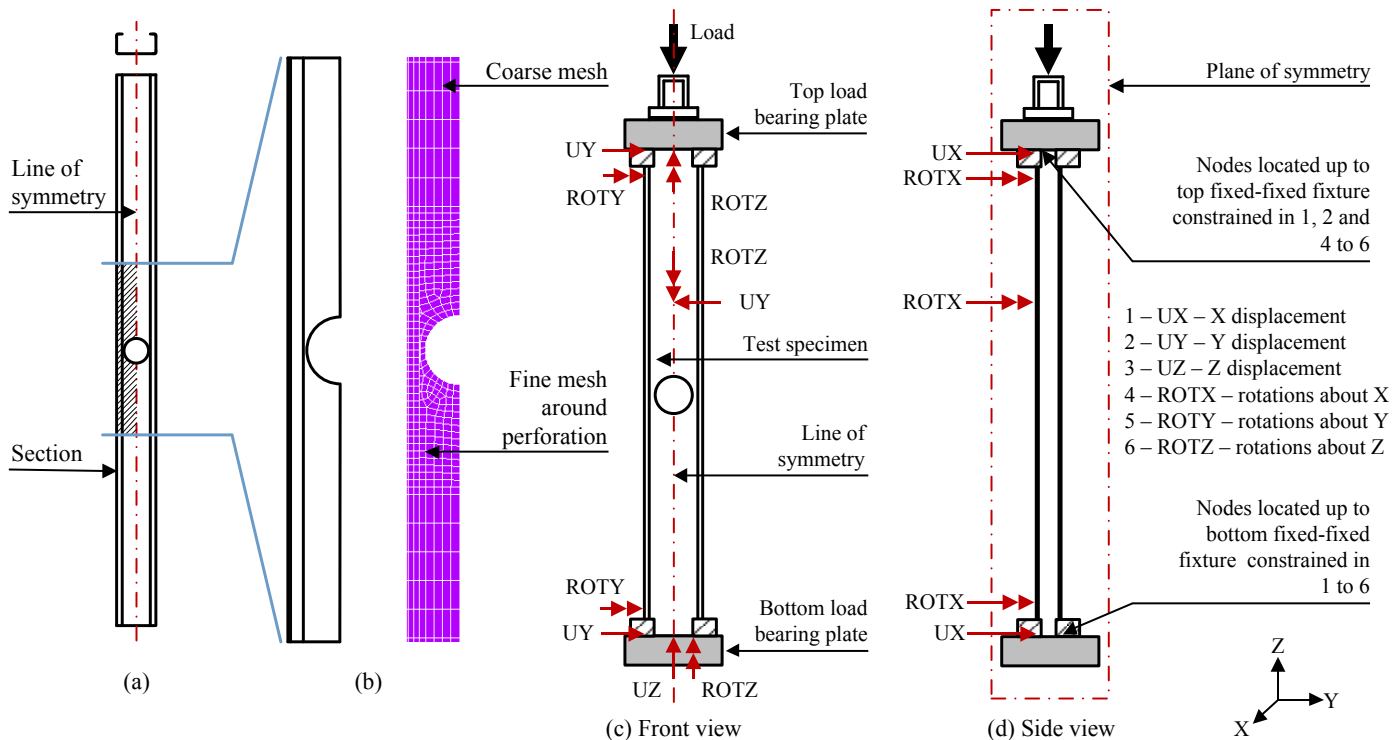 Line of
symmetry
Section
(a)
(b)
Coarse mesh
Fine mesh
around
perforation
Load
Top load
bearing plate
UY
ROTY
ROTZ
ROTZ
UY
Test specimen
Line of
symmetry
ROTY
UY
Bottom load
bearing plate
UZ
ROTZ
(c) Front view
Plane of symmetry
UX
ROTX
Nodes located up to
top fixed-fixed fixture
constrained in 1, 2 and
4 to 6
ROTX
1 – UX – X displacement
2 – UY – Y displacement
3 – UZ – Z displacement
4 – ROTX – rotations about X
5 – ROTY – rotations about Y
6 – ROTZ – rotations about Z
Nodes located up to
bottom fixed-fixed
fixture constrained in
1 to 6
ROTX
UX
(d) Side view
Z
Y
X